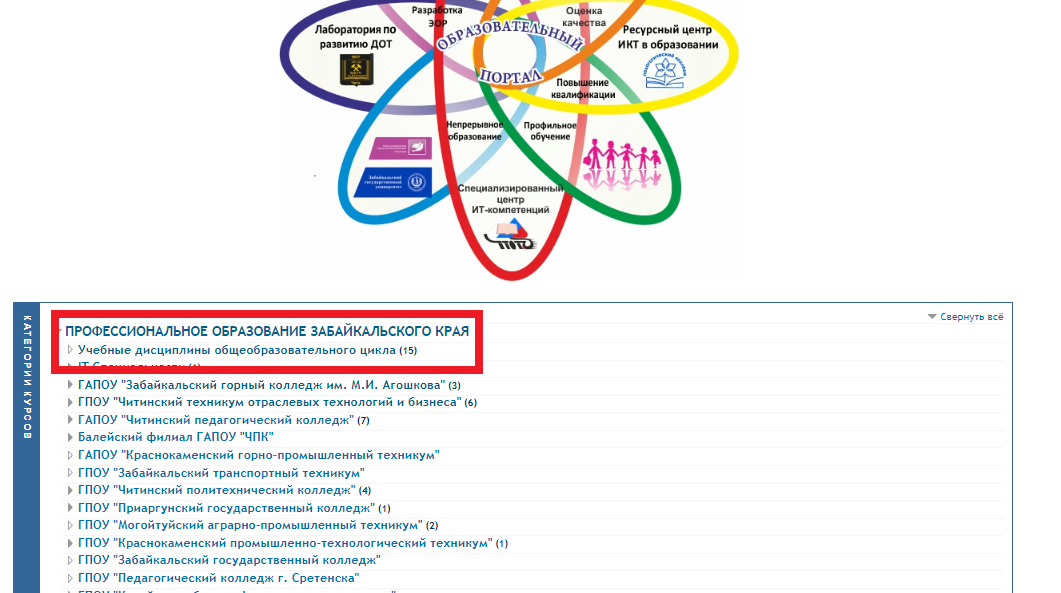 Разработка
ЭОР
Оценка
качества
Лаборатория по
развитию ДОТ
ОБРАЗОВАТЕЛЬНЫЙ
ПОРТАЛ
Ресурсный центр
ИКТ в образовании
Повышение
квалификации
Непрерывное
образование
Профильное
обучение
Забайкальский
государственный
университет
Специализированный
центр
ИТ-компетенций
КАТЕГОРИИ КУРСОВ
Свернуть всё
ПРОФЕССИОНАЛЬНОЕ ОБРАЗОВАНИЕ ЗАБАЙКАЛЬСКОГО КРАЯ
Учебные дисциплины общеобразовательного цикла (15)
ГАПОУ "Забайкальский горный колледж им. М.И. Агошкова" (3)
ГПОУ "Читинский техникум отраслевых технологий и бизнеса" (6)
ГАПОУ "Читинский педагогический колледж" (7)
Балейский филиал ГАПОУ "ЧПК"
ГАПОУ "Краснокаменский горно-промышленный техникум"
ГПОУ "Забайкальский транспортный техникум"
ГПОУ "Читинский политехнический колледж" (4)
ГПОУ "Приаргунский государственный колледж" (1)
ГПОУ "Могойтуйский аграрно-промышленный техникум" (2)
ГПОУ "Краснокаменский промышленно-технологический техникум" (1)
ГПОУ "Забайкальский государственный колледж"
ГПОУ "Педагогический колледж г. Сретенска"